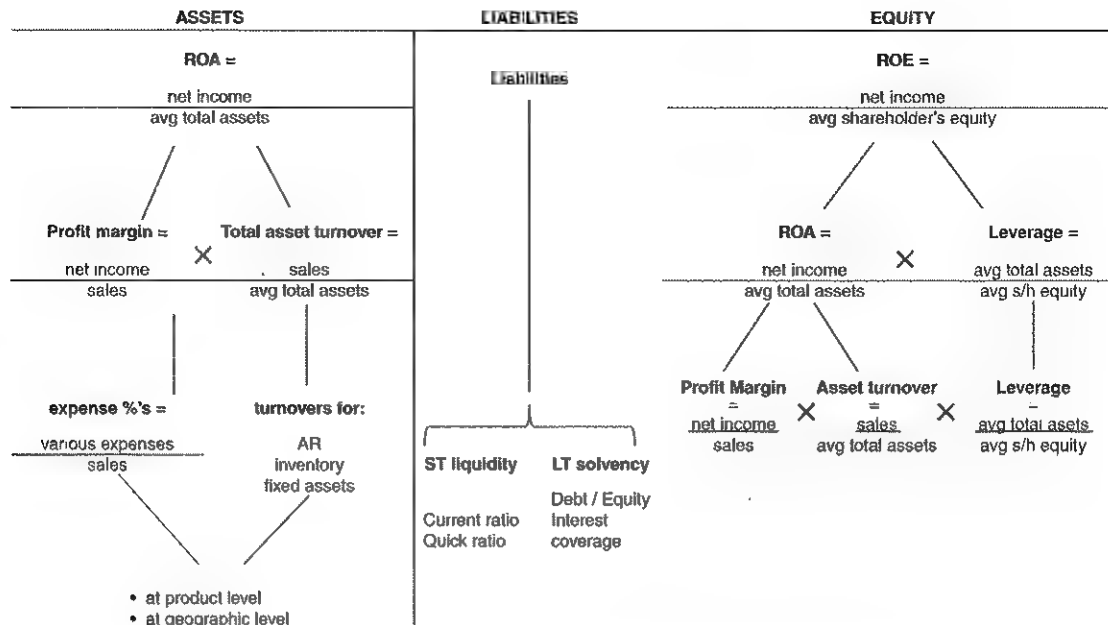 ASSETS
LIABILITIES
EQUITY
ROA =
net income
avg total assets
Profit margin =
net income
sales
×
Total asset turnover =
sales
avg total assets
expense %'s =
various expenses
sales
turnovers for:
AR
inventory
fixed assets
• at product level
• at geographic level
Liabilities
ST liquidity
Current ratio
Quick ratio
LT solvency
Debt / Equity
Interest
coverage
ROE =
net income
avg shareholder's equity
ROA =
net income
avg total assets
×
Leverage =
avg total assets
avg s/h equity
Profit Margin
=
net income
sales
×
Asset turnover
=
sales
avg total assets
×
Leverage
=
avg total asets
avg s/h equity